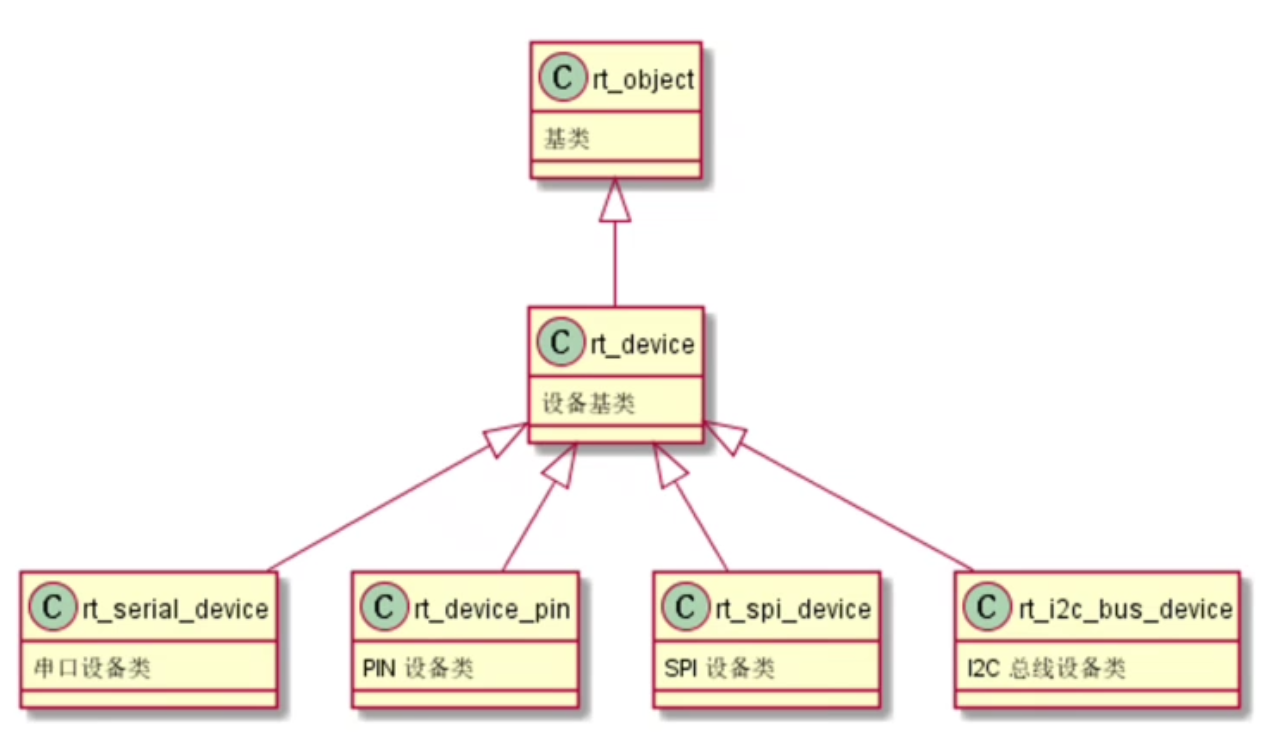 C rt_object
基类
C rt_device
设备基类
C rt_serial_device
串口设备类
C rt_device_pin
PIN 设备类
C rt_spi_device
SPI 设备类
C rt_i2c_bus_device
I2C 总线设备类